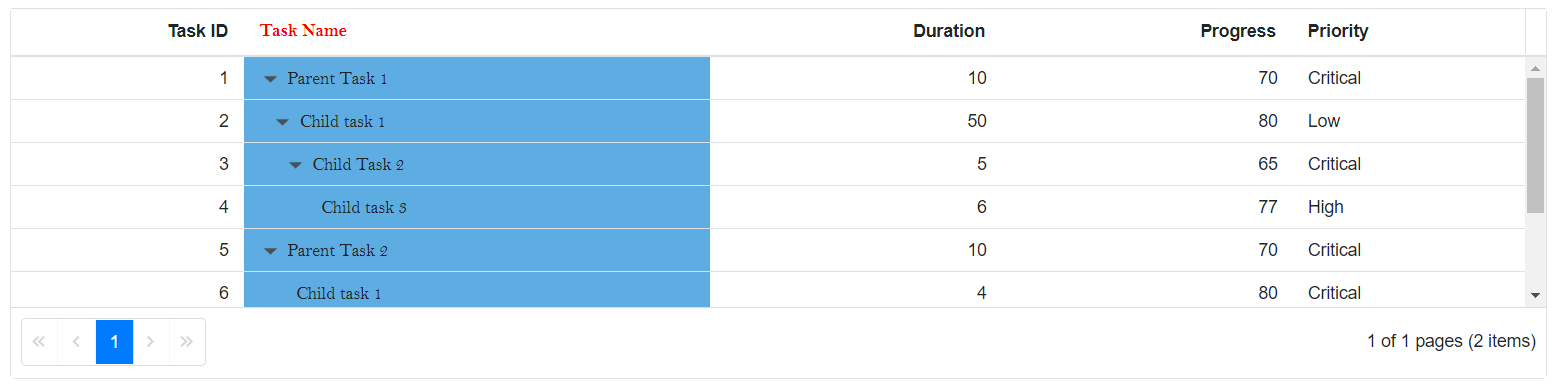 Task ID Task Name Duration Progress Priority
1 Parent Task 1 10 70 Critical
2 Child task 1 50 80 Low
3 Child Task 2 5 65 Critical
4 Child task 3 6 77 High
5 Parent Task 2 10 70 Critical
6 Child task 1 4 80 Critical
1 1 of 1 pages (2 items)